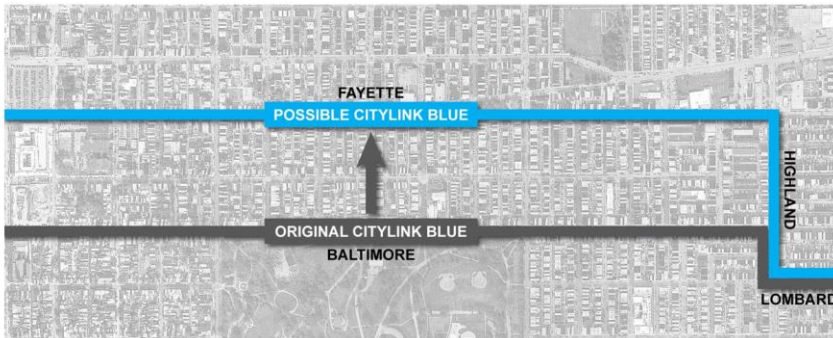 FAYETTE
POSSIBLE CITYLINK BLUE
HIGHLAND
ORIGINAL CITYLINK BLUE
BALTIMORE
LOMBARD